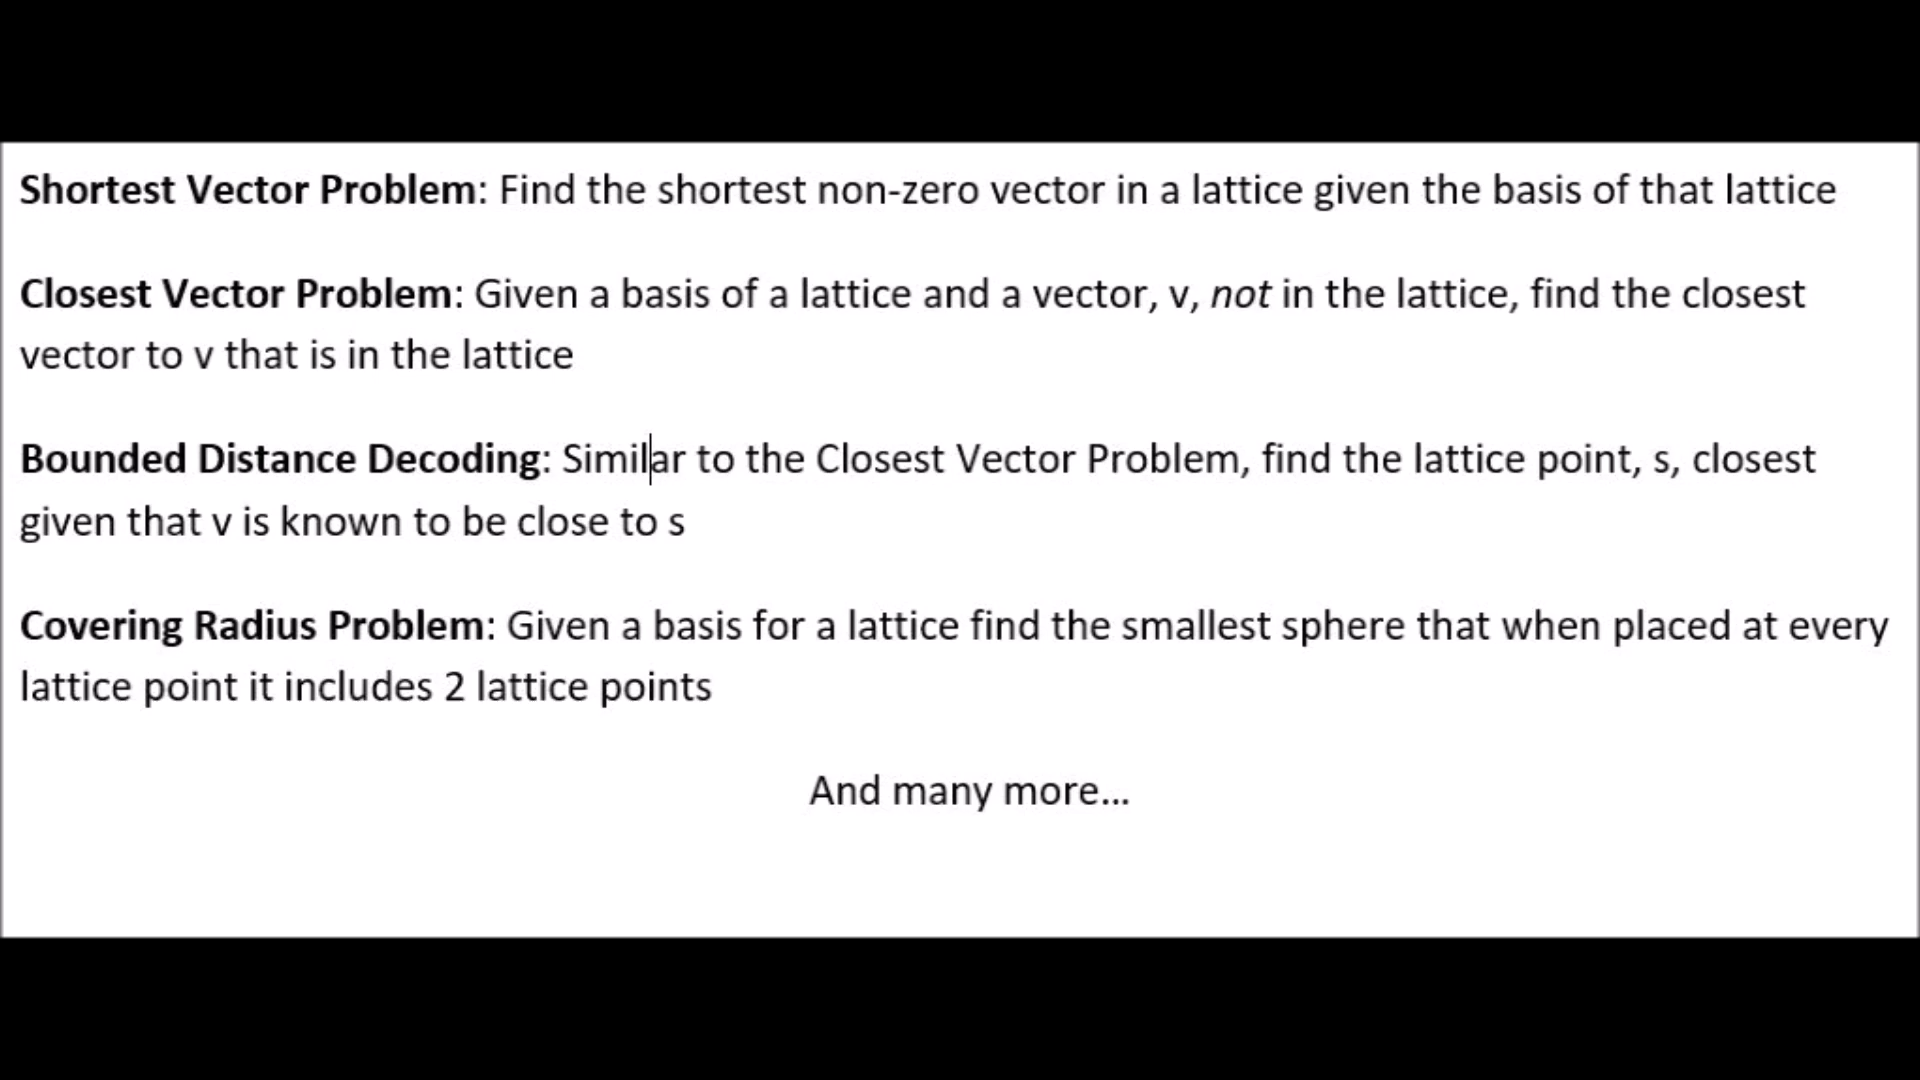 Shortest Vector Problem: Find the shortest non-zero vector in a lattice given the basis of that lattice
Closest Vector Problem: Given a basis of a lattice and a vector, v, not in the lattice, find the closest
vector to v that is in the lattice
Bounded Distance Decoding: Similar to the Closest Vector Problem, find the lattice point, s, closest
given that v is known to be close to s
Covering Radius Problem: Given a basis for a lattice find the smallest sphere that when placed at every
lattice point it includes 2 lattice points
And many more...